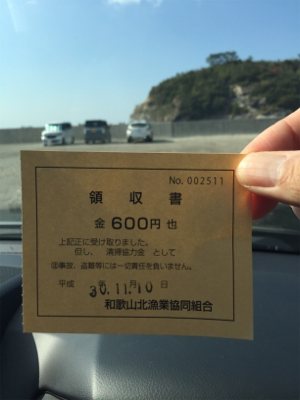 No. 002511
領収書
金 600円 也
上記正に受け取りました。
但し、 清掃協力金 として
㊟事故、盗難等には一切責任を負いません。
平成 30年 11月 10日
和歌山北漁業協同組合